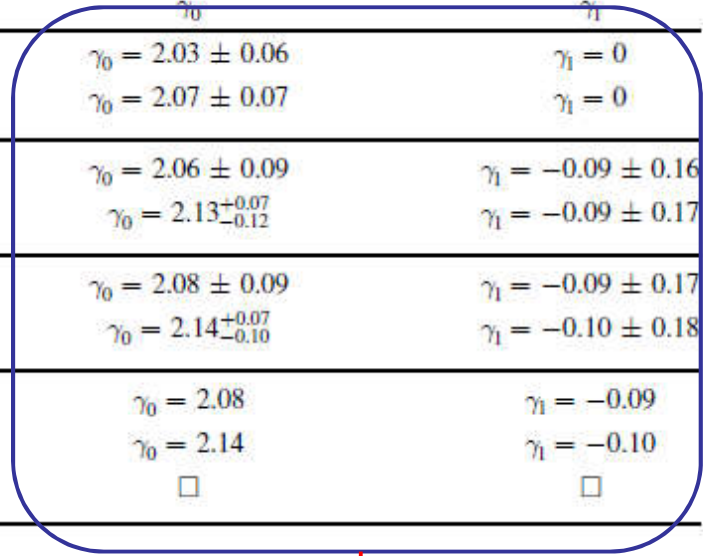 γ₀ γ₁
γ₀ = 2.03 ± 0.06 γ₁ = 0
γ₀ = 2.07 ± 0.07 γ₁ = 0
γ₀ = 2.06 ± 0.09 γ₁ = −0.09 ± 0.16
γ₀ = 2.13+0.07−0.12 γ₁ = −0.09 ± 0.17
γ₀ = 2.08 ± 0.09 γ₁ = −0.09 ± 0.17
γ₀ = 2.14+0.07−0.10 γ₁ = −0.10 ± 0.18
γ₀ = 2.08 γ₁ = −0.09
γ₀ = 2.14 γ₁ = −0.10
□ □